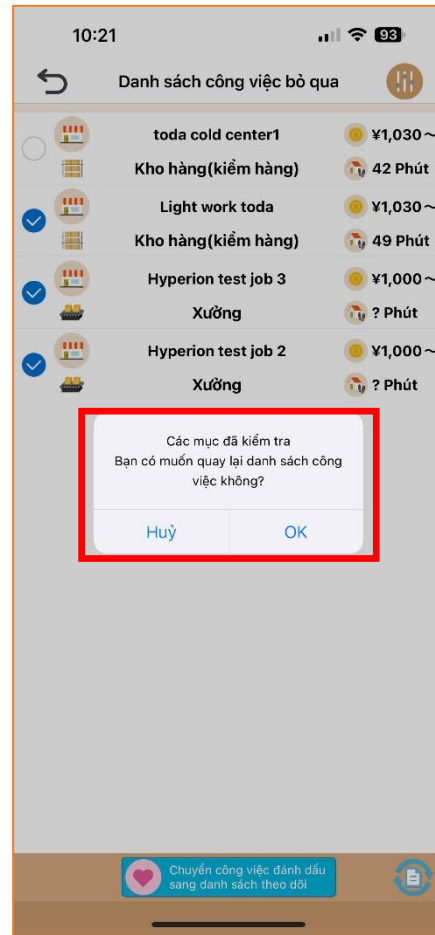 10:21
93
Danh sách công việc bỏ qua
toda cold center1
¥1,030~
Kho hàng(kiểm hàng)
42 Phút
Light work toda
¥1,030~
Kho hàng(kiểm hàng)
49 Phút
Hyperion test job 3
¥1,000~
Xưởng
? Phút
Hyperion test job 2
¥1,000~
Xưởng
? Phút
Các mục đã kiểm tra
Bạn có muốn quay lại danh sách công
việc không?
Huỷ
OK
Chuyển công việc đánh dấu
sang danh sách theo dõi